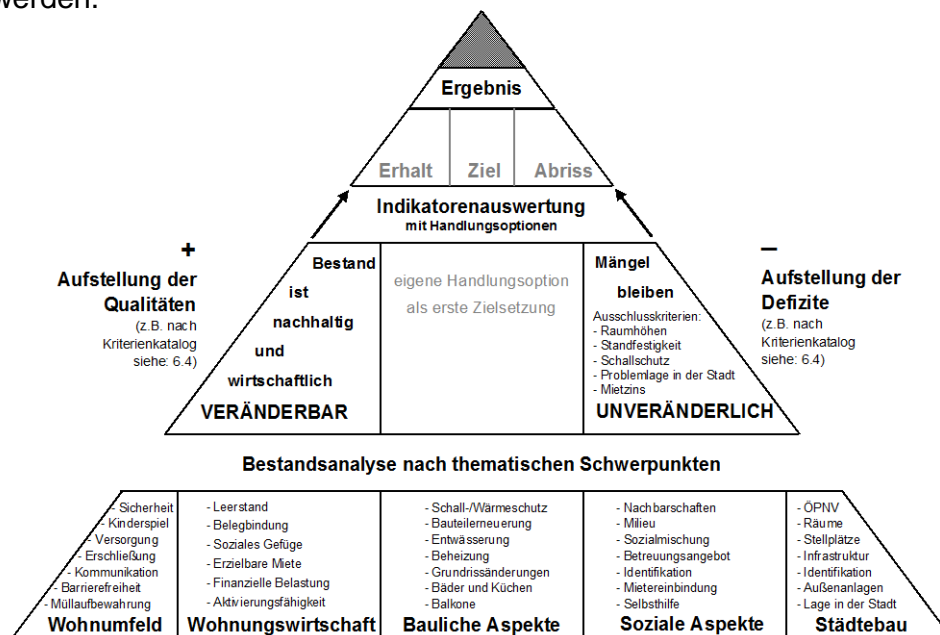 werden.
Ergebnis
Erhalt Ziel Abriss
Indikatorenauswertung
mit Handlungsoptionen
+
Aufstellung der
Qualitäten
(z.B. nach
Kriterienkatalog
siehe: 6.4)
Bestand
ist
nachhaltig
und
wirtschaftlich
VERÄNDERBAR
eigene Handlungsoption
als erste Zielsetzung
Mängel
bleiben
Ausschlusskriterien:
- Raumhöhen
- Standfestigkeit
- Schallschutz
- Problemlage in der Stadt
- Mietzins
UNVERÄNDERLICH
–
Aufstellung der
Defizite
(z.B. nach
Kriterienkatalog
siehe: 6.4)
Bestandsanalyse nach thematischen Schwerpunkten
- Sicherheit
- Kinderspiel
- Versorgung
- Erschließung
- Kommunikation
- Barrierefreiheit
- Müllaufbewahrung
Wohnumfeld
- Leerstand
- Belegbindung
- Soziales Gefüge
- Erzielbare Miete
- Finanzielle Belastung
- Aktivierungsfähigkeit
Wohnungswirtschaft
- Schall-/Wärmeschutz
- Bauteilerneuerung
- Entwässerung
- Beheizung
- Grundrissänderungen
- Bäder und Küchen
- Balkone
Bauliche Aspekte
- Nachbarschaften
- Milieu
- Sozialmischung
- Betreuungsangebot
- Identifikation
- Mietereinbindung
- Selbsthilfe
Soziale Aspekte
- ÖPNV
- Räume
- Stellplätze
- Infrastruktur
- Identifikation
- Außenanlagen
- Lage in der Stadt
Städtebau